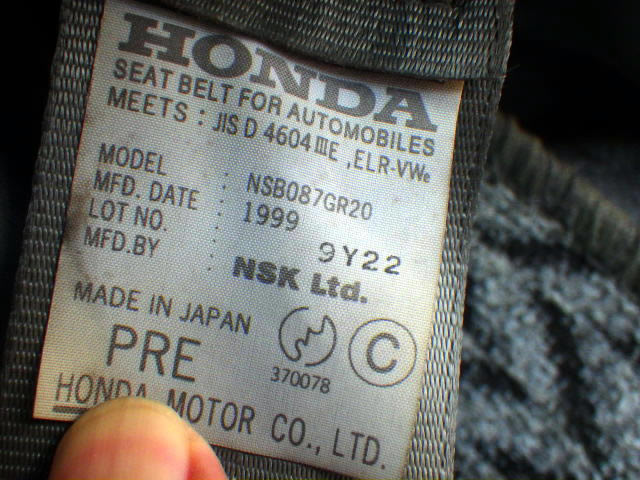 HONDA
SEAT BELT FOR AUTOMOBILES
MEETS : JIS D 4604 ⅢE , ELR-VWe
MODEL : NSB087GR20
MFD. DATE : 1999
LOT NO. : 9Y22
MFD.BY : NSK Ltd.
MADE IN JAPAN
PRE
370078
C
HONDA MOTOR CO., LTD.